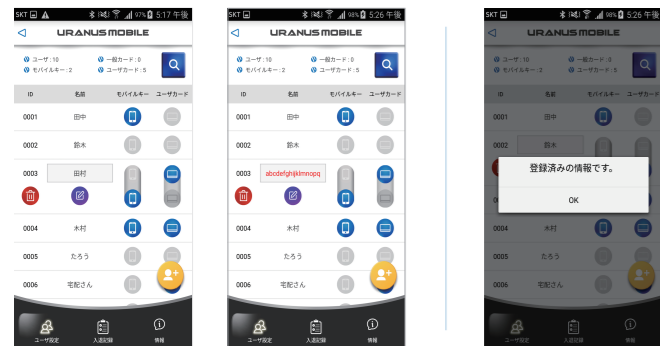 SKT 97% 5:17 午後
URANUS MOBILE
ユーザ : 10 一般カード : 0
モバイルキー : 2 ユーザカード : 5
ID 名前 モバイルキー ユーザカード
0001 田中
0002 鈴木
0003 田村
0004 木村
0005 たろう
0006 宅配さん
ユーザ設定 入退記録 情報
SKT 98% 5:26 午後
URANUS MOBILE
ユーザ : 10 一般カード : 0
モバイルキー : 2 ユーザカード : 5
ID 名前 モバイルキー ユーザカード
0001 田中
0002 鈴木
0003 abcdefghijklmnopq
0004 木村
0005 たろう
0006 宅配さん
ユーザ設定 入退記録 情報
SKT 98% 5:26 午後
URANUS MOBILE
ユーザ : 10 一般カード : 0
モバイルキー : 2 ユーザカード : 5
ID 名前 モバイルキー ユーザカード
0001 田中
0002 鈴木
登録済みの情報です。
OK
0004 木村
0005 たろう
0006 宅配さん
ユーザ設定 入退記録 情報